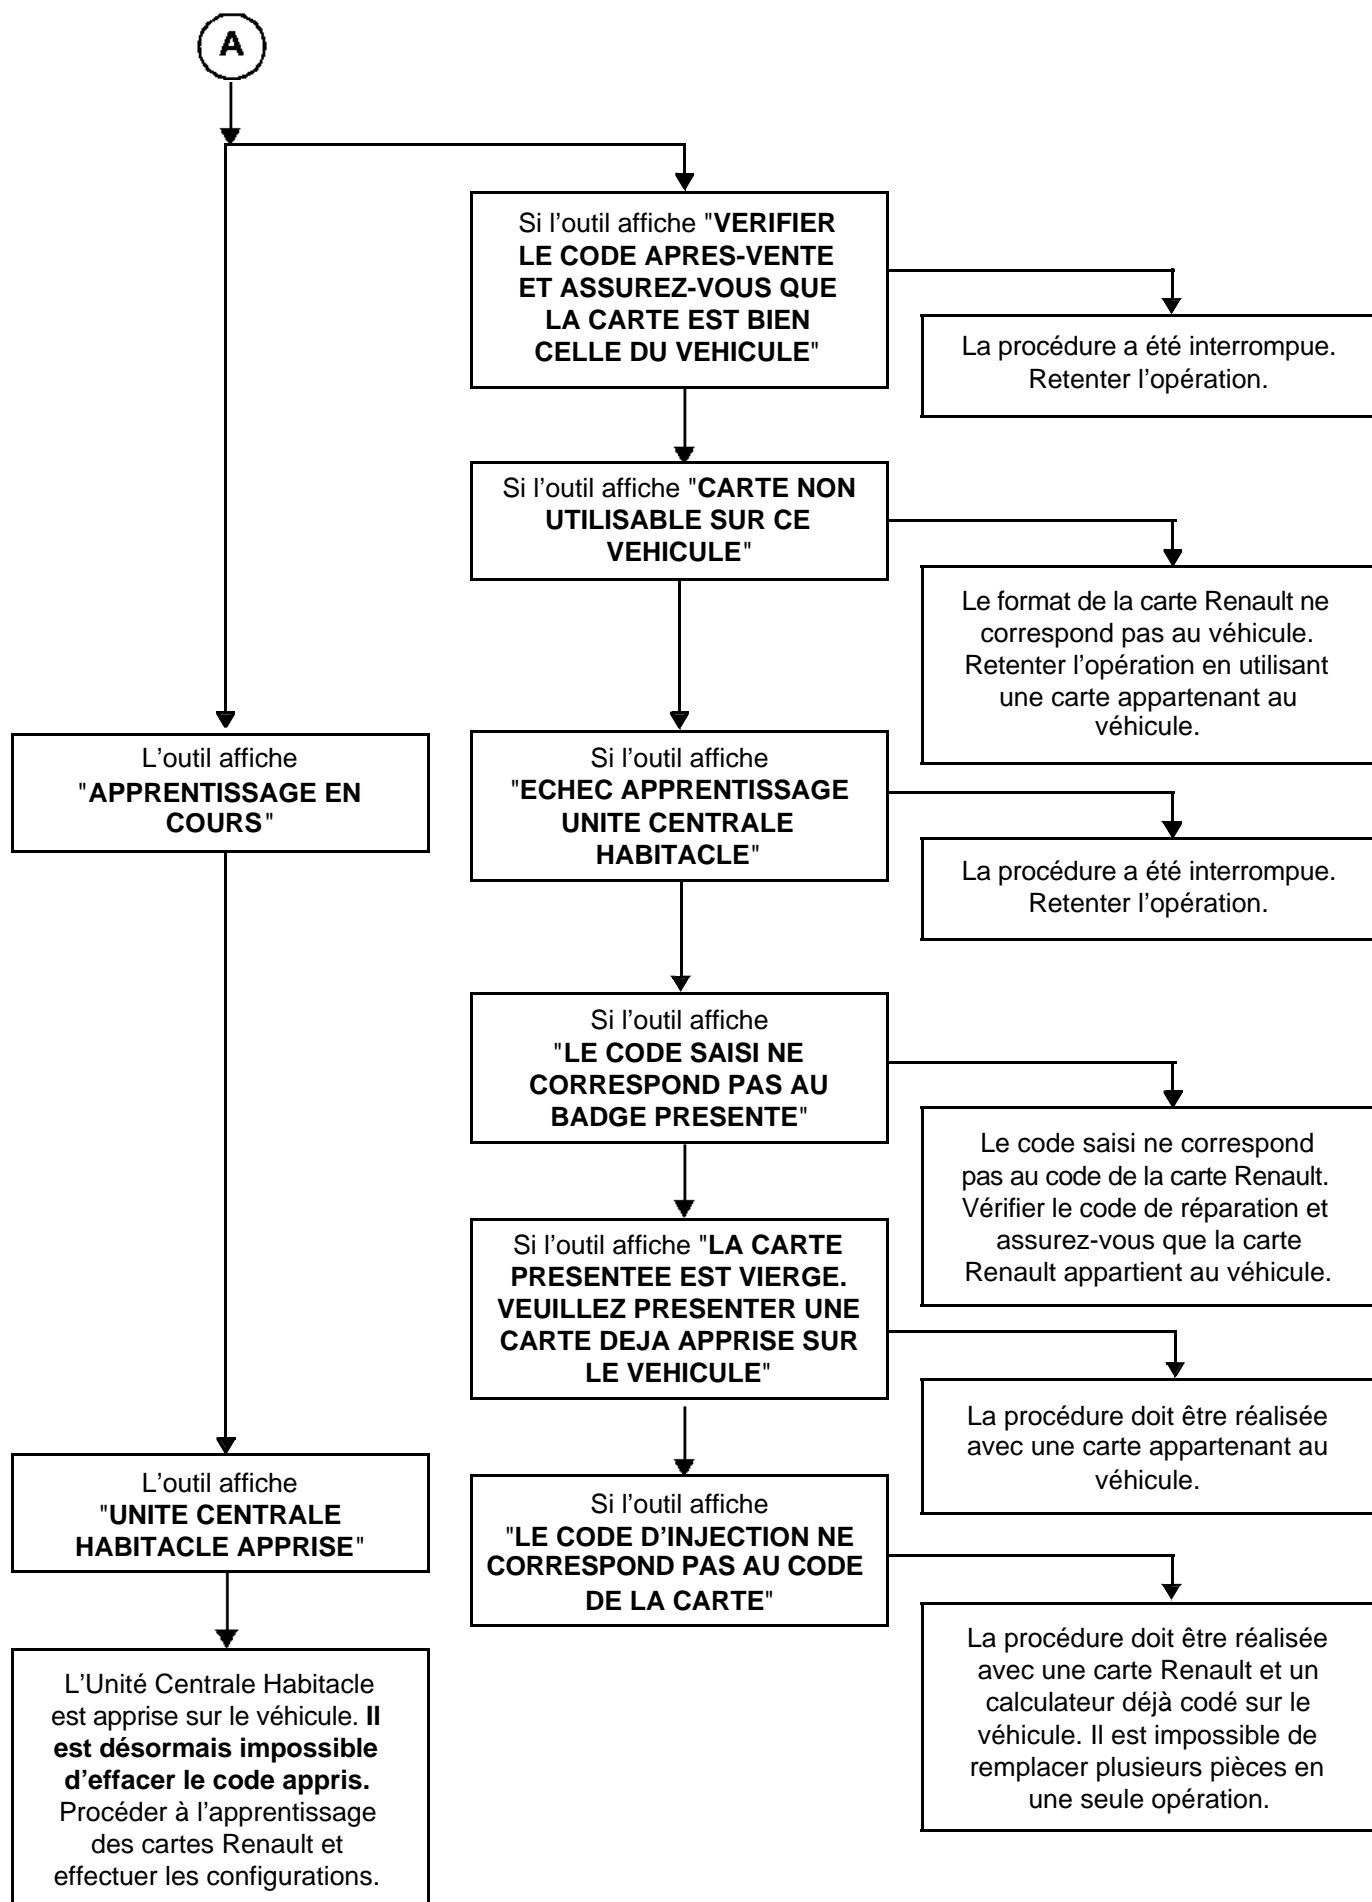 A
Si l'outil affiche "VERIFIER
LE CODE APRES-VENTE
ET ASSUREZ-VOUS QUE
LA CARTE EST BIEN
CELLE DU VEHICULE"
La procédure a été interrompue.
Retenter l'opération.
Si l'outil affiche "CARTE NON
UTILISABLE SUR CE
VEHICULE"
Le format de la carte Renault ne
correspond pas au véhicule.
Retenter l'opération en utilisant
une carte appartenant au
véhicule.
L'outil affiche
"APPRENTISSAGE EN
COURS"
Si l'outil affiche
"ECHEC APPRENTISSAGE
UNITE CENTRALE
HABITACLE"
La procédure a été interrompue.
Retenter l'opération.
Si l'outil affiche
"LE CODE SAISI NE
CORRESPOND PAS AU
BADGE PRESENTE"
Le code saisi ne correspond
pas au code de la carte Renault.
Vérifier le code de réparation et
assurez-vous que la carte
Renault appartient au véhicule.
Si l'outil affiche "LA CARTE
PRESENTEE EST VIERGE.
VEUILLEZ PRESENTER UNE
CARTE DEJA APPRISE SUR
LE VEHICULE"
La procédure doit être réalisée
avec une carte appartenant au
véhicule.
L'outil affiche
"UNITE CENTRALE
HABITACLE APPRISE"
Si l'outil affiche
"LE CODE D'INJECTION NE
CORRESPOND PAS AU CODE
DE LA CARTE"
La procédure doit être réalisée
avec une carte Renault et un
calculateur déjà codé sur le
véhicule. Il est impossible de
remplacer plusieurs pièces en
une seule opération.
L'Unité Centrale Habitacle
est apprise sur le véhicule. Il
est désormais impossible
d'effacer le code appris.
Procéder à l'apprentissage
des cartes Renault et
effectuer les configurations.